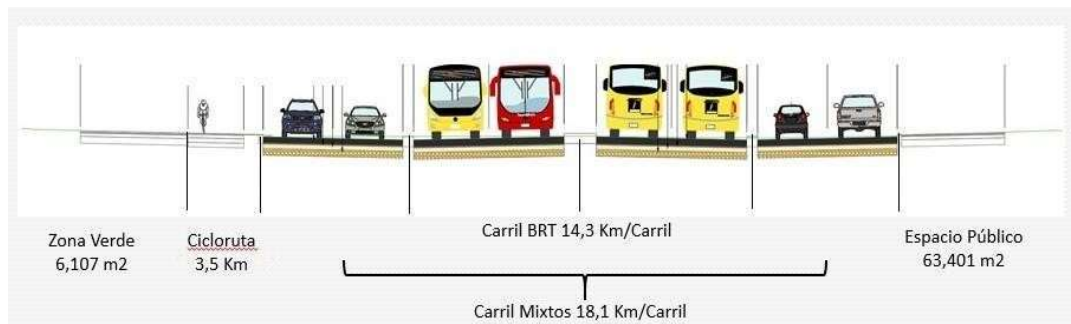 Zona Verde
6,107 m2
Cicloruta
3,5 Km
Carril BRT 14,3 Km/Carril
Espacio Público
63,401 m2
Carril Mixtos 18,1 Km/Carril